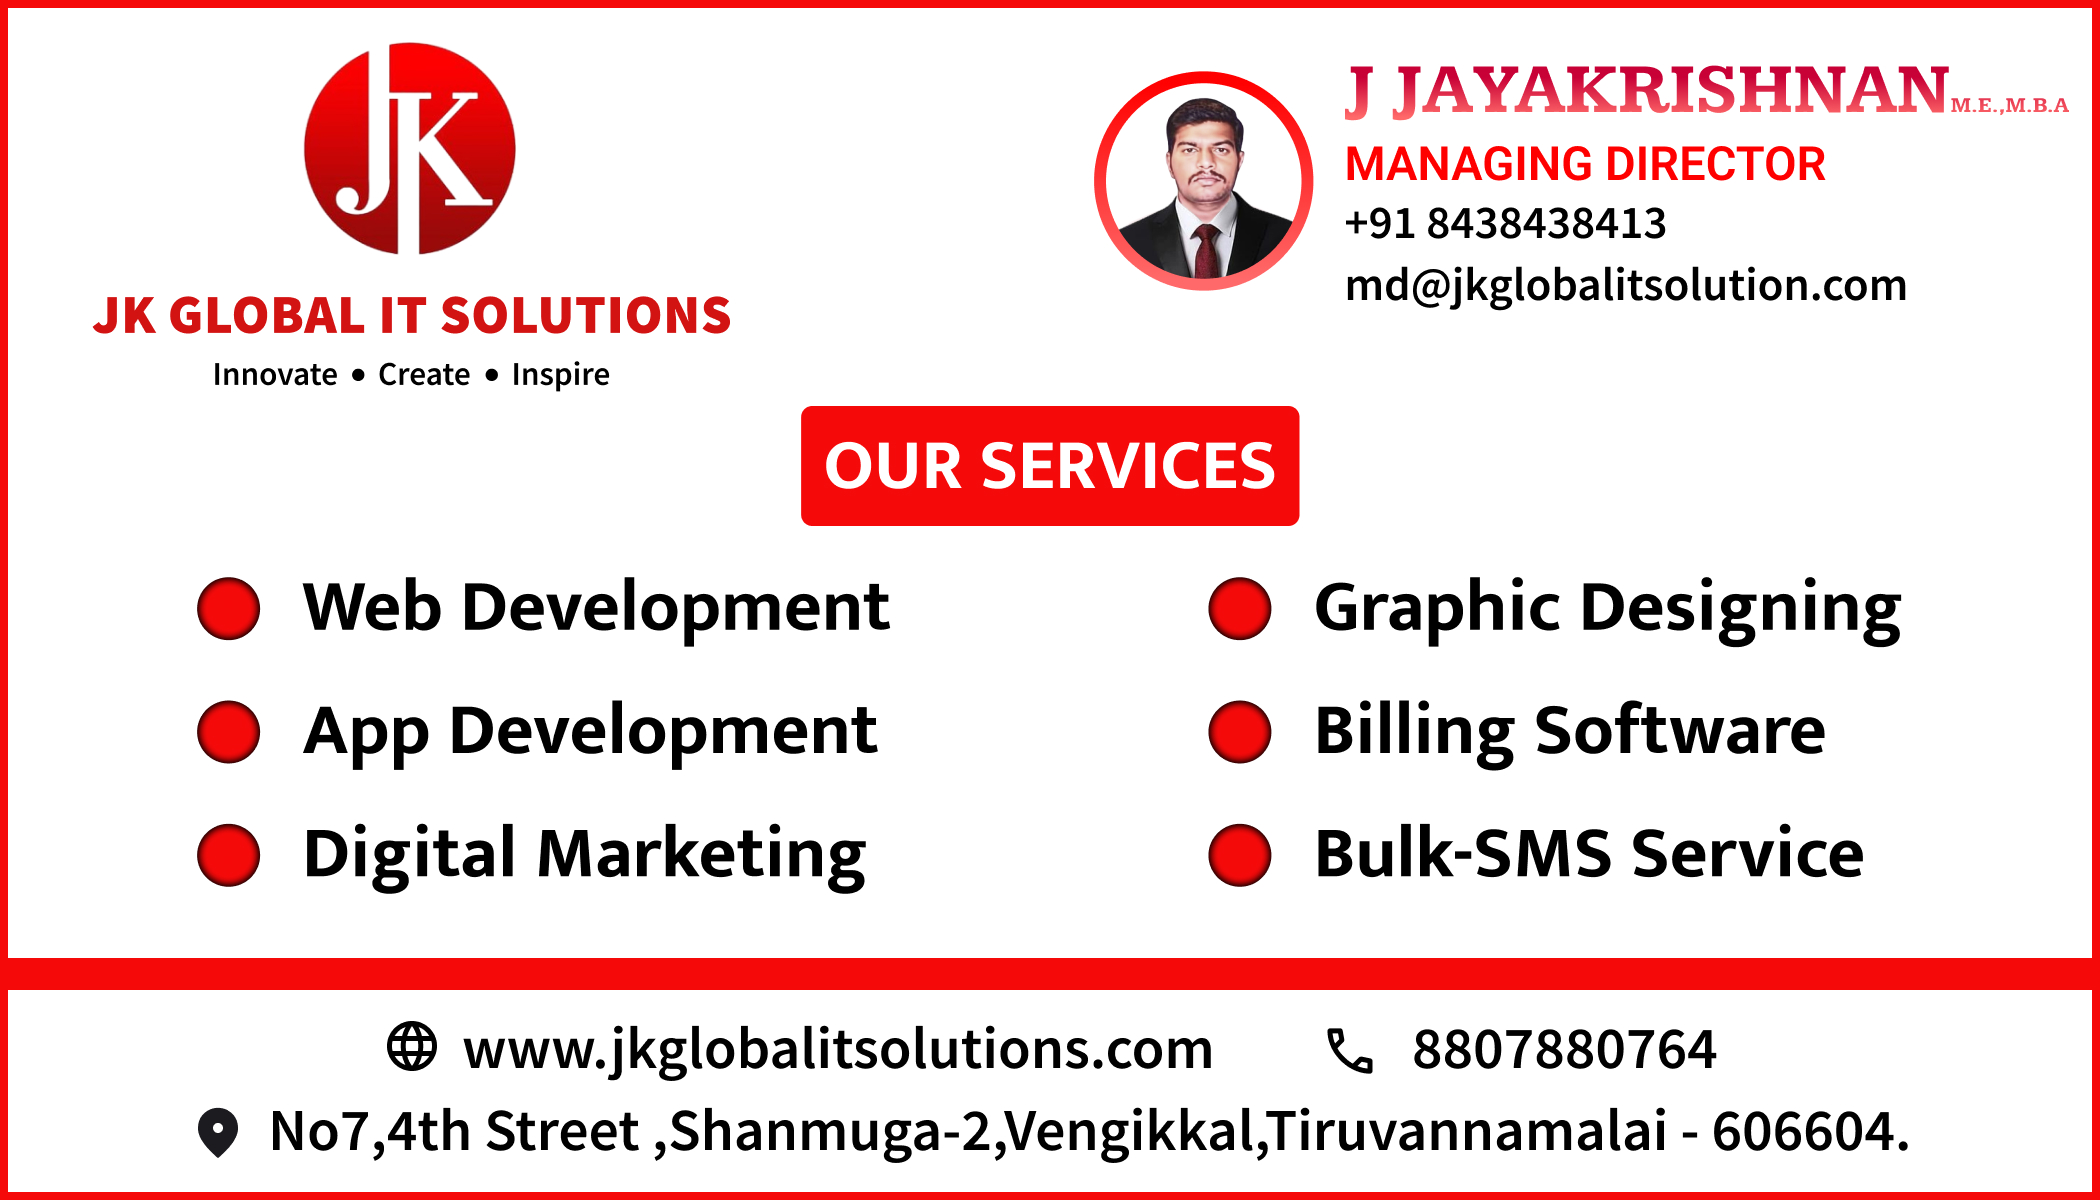 JK
JK GLOBAL IT SOLUTIONS
Innovate • Create • Inspire
J JAYAKRISHNAN M.E.,M.B.A
MANAGING DIRECTOR
+91 8438438413
md@jkglobalitsolution.com
OUR SERVICES
Web Development
App Development
Digital Marketing
Graphic Designing
Billing Software
Bulk-SMS Service
www.jkglobalitsolutions.com
8807880764
No7,4th Street ,Shanmuga-2,Vengikkal,Tiruvannamalai - 606604.